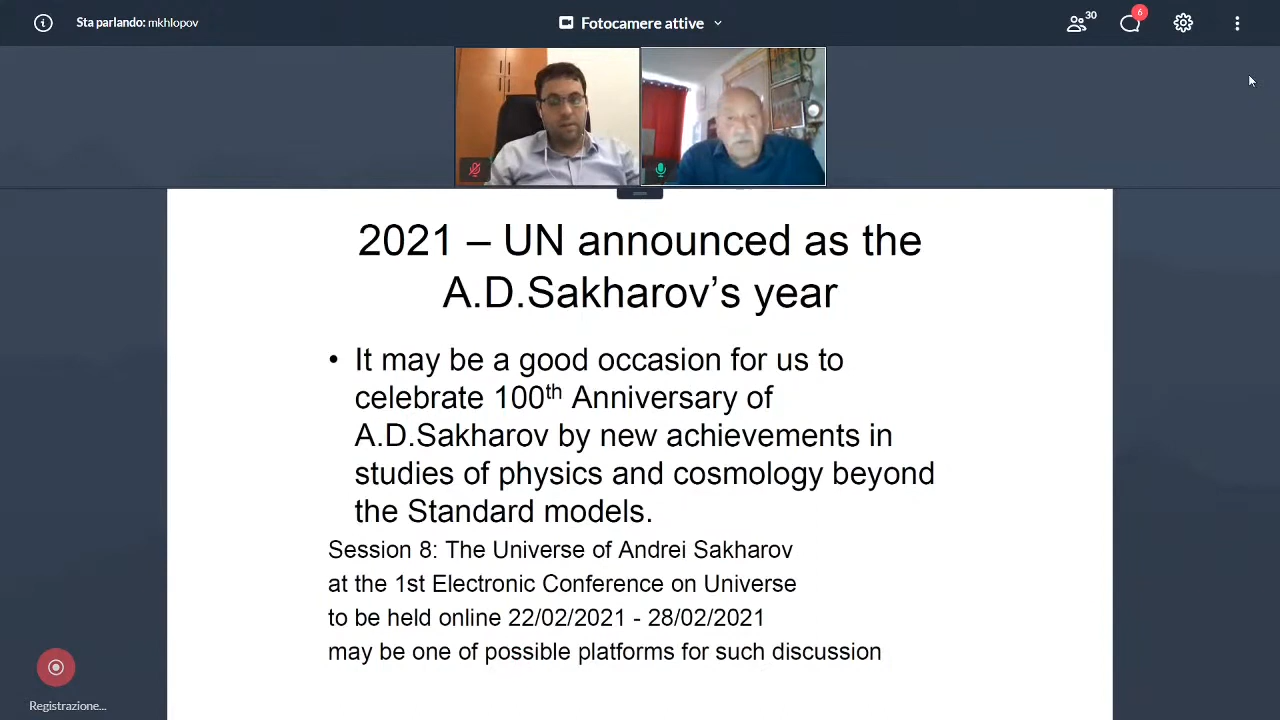 Sta parlando: mkhlopov
Fotocamere attive
30
6
2021 – UN announced as the
A.D.Sakharov’s year
• It may be a good occasion for us to
celebrate 100th Anniversary of
A.D.Sakharov by new achievements in
studies of physics and cosmology beyond
the Standard models.
Session 8: The Universe of Andrei Sakharov
at the 1st Electronic Conference on Universe
to be held online 22/02/2021 - 28/02/2021
may be one of possible platforms for such discussion
Registrazione...